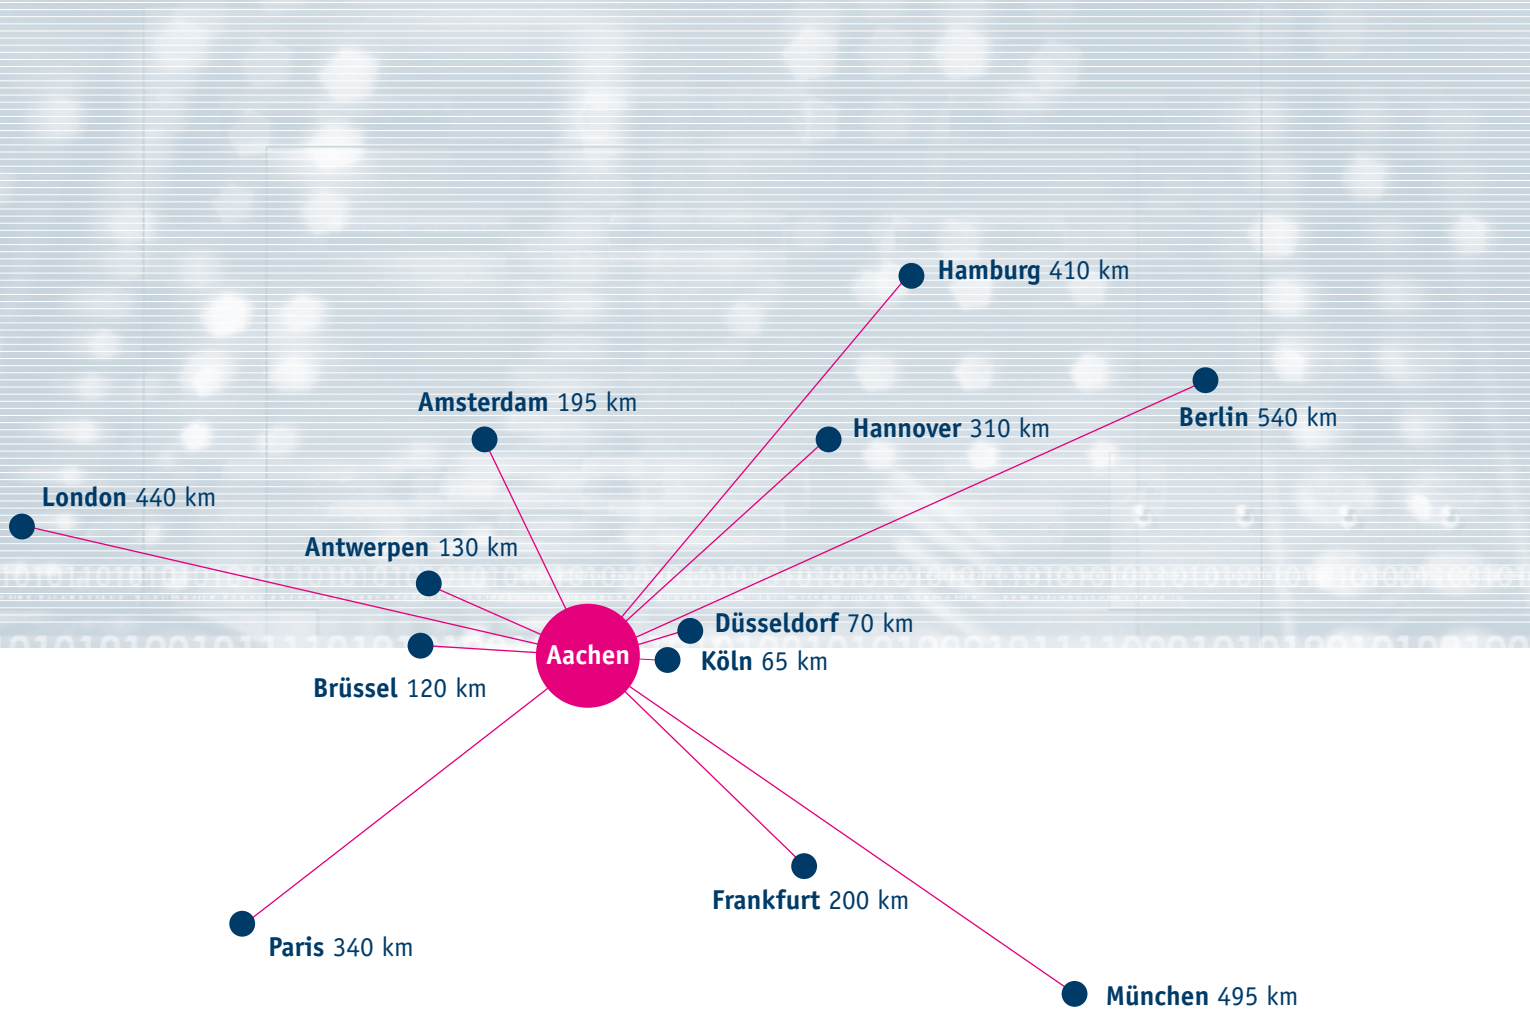 Hamburg 410 km
Amsterdam 195 km
Berlin 540 km
Hannover 310 km
London 440 km
Antwerpen 130 km
Düsseldorf 70 km
Aachen
Köln 65 km
Brüssel 120 km
Frankfurt 200 km
Paris 340 km
München 495 km